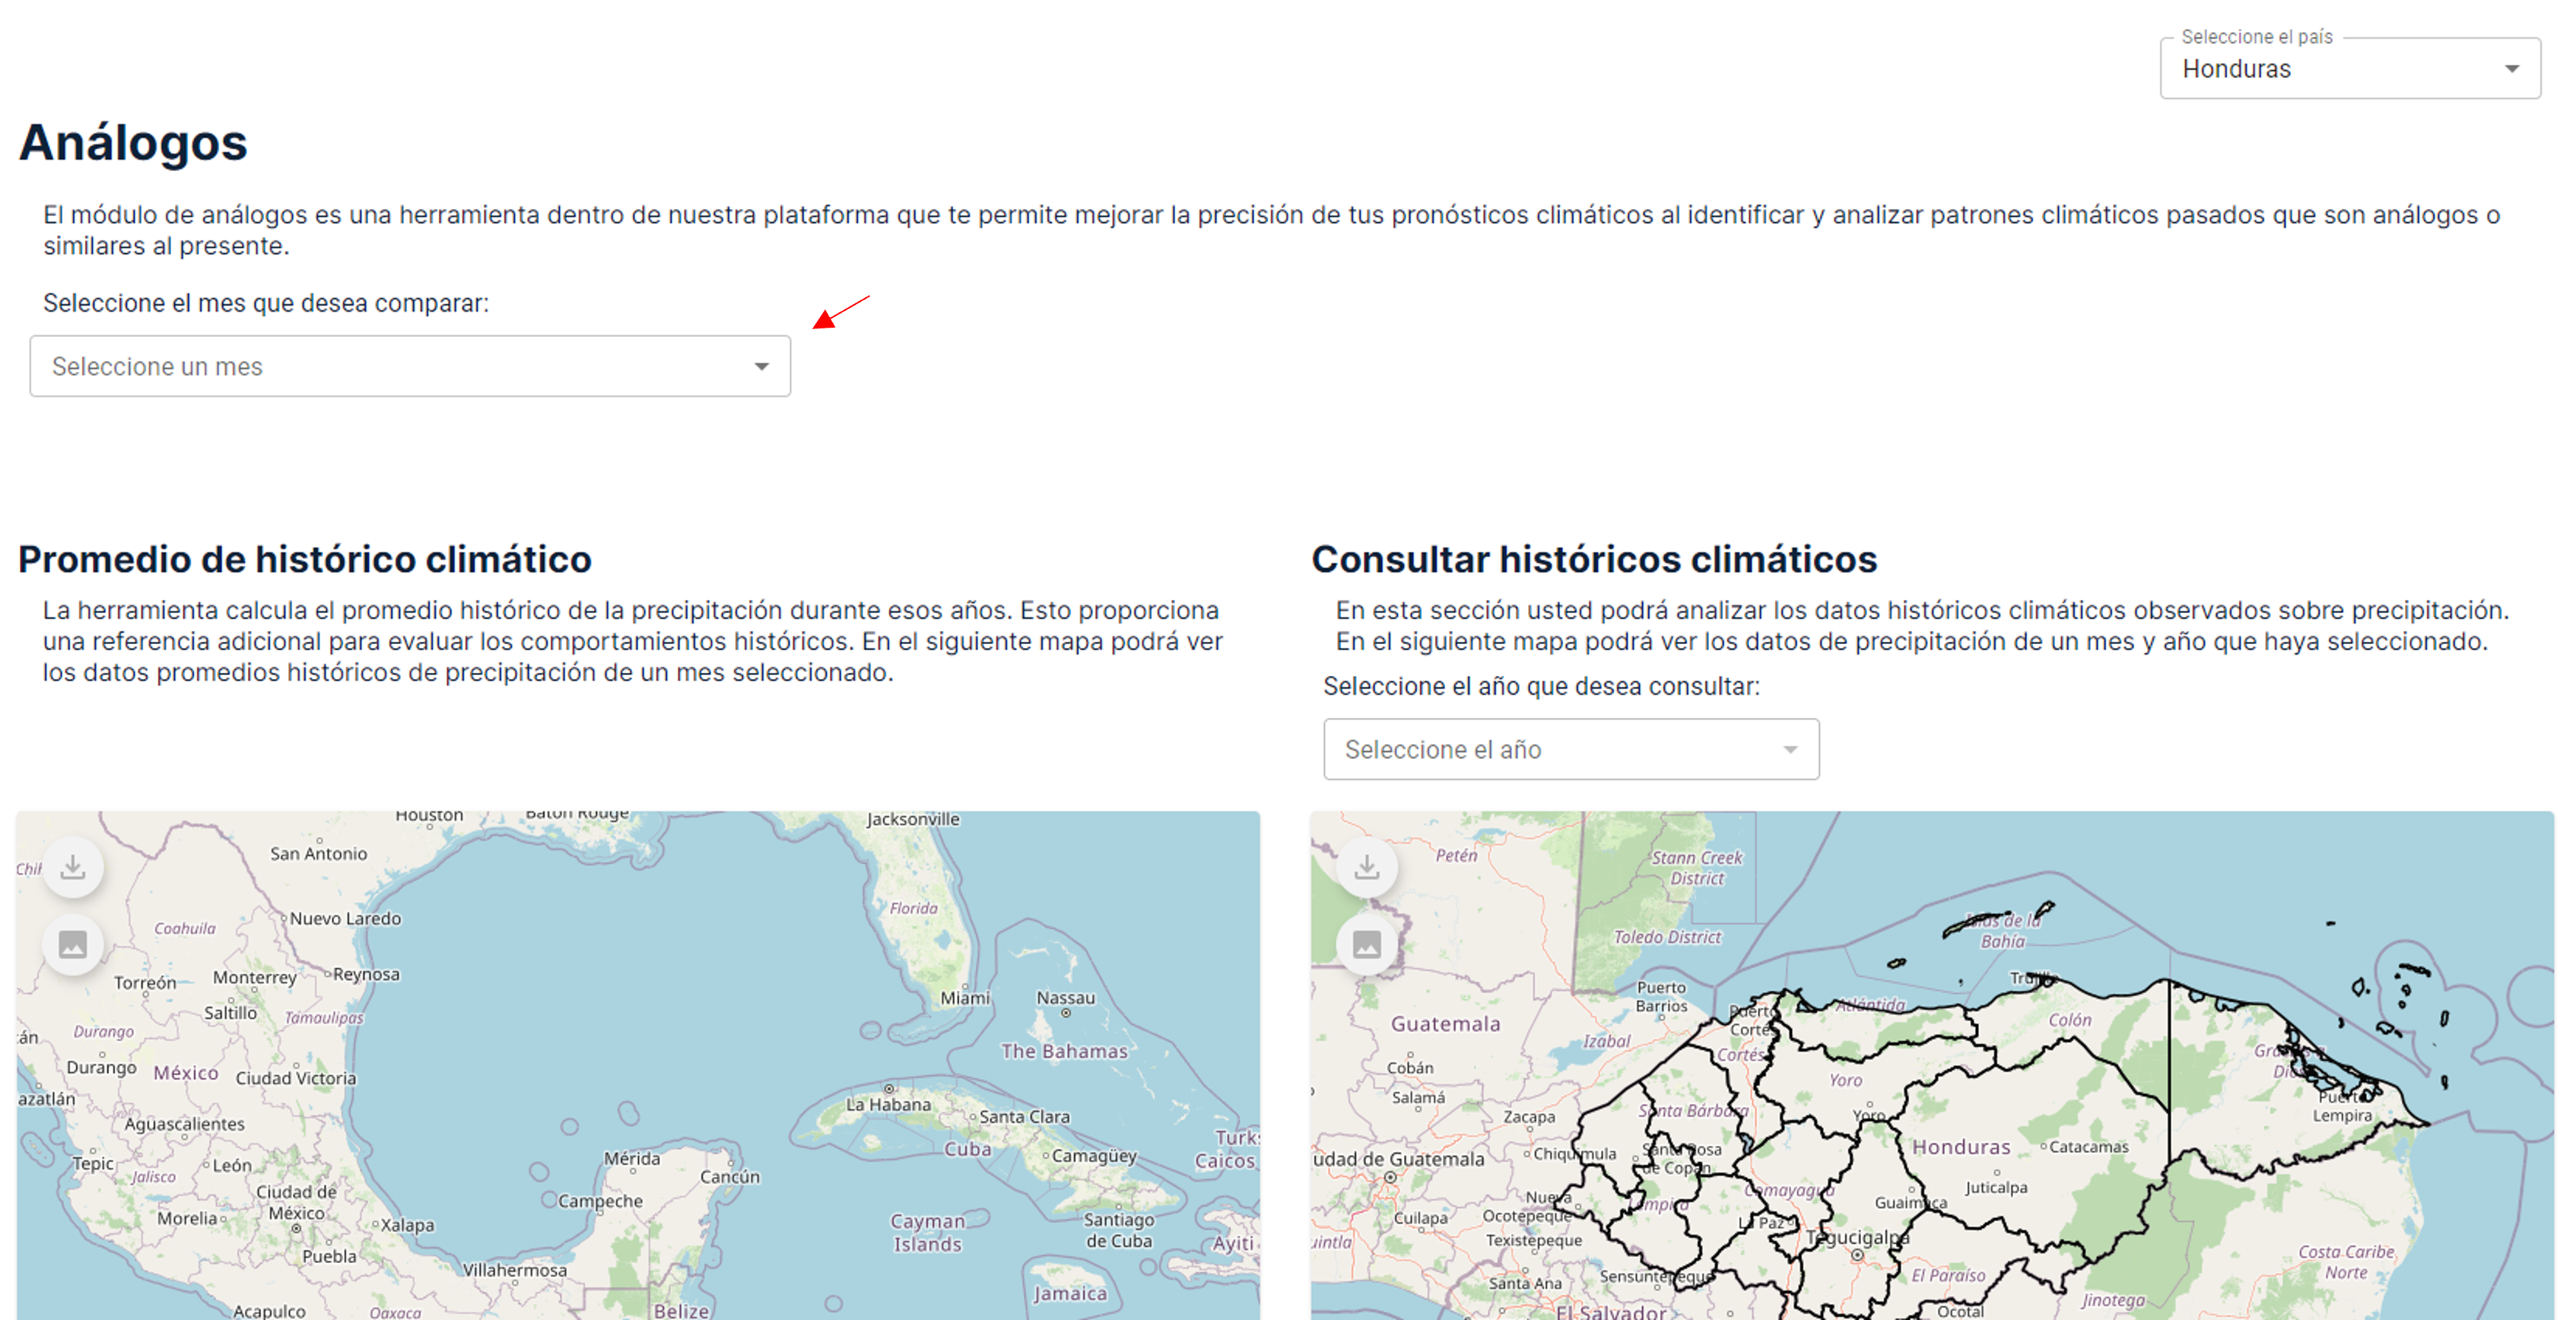 Seleccione el país
Honduras
Análogos
El módulo de análogos es una herramienta dentro de nuestra plataforma que te permite mejorar la precisión de tus pronósticos climáticos al identificar y analizar patrones climáticos pasados que son análogos o
similares al presente.
Seleccione el mes que desea comparar:
Seleccione un mes
Promedio de histórico climático
La herramienta calcula el promedio histórico de la precipitación durante esos años. Esto proporciona
una referencia adicional para evaluar los comportamientos históricos. En el siguiente mapa podrá ver
los datos promedios históricos de precipitación de un mes seleccionado.
Consultar históricos climáticos
En esta sección usted podrá analizar los datos históricos climáticos observados sobre precipitación.
En el siguiente mapa podrá ver los datos de precipitación de un mes y año que haya seleccionado.
Seleccione el año que desea consultar:
Seleccione el año
Houston
Baton Rouge
Jacksonville
San Antonio
Coahuila
Nuevo Laredo
Florida
Torreón
Monterrey
Reynosa
Saltillo
Tamaulipas
Miami
Nassau
Durango
Durango
México
Ciudad Victoria
The Bahamas
azatlán
La Habana
Santa Clara
Aguascalientes
Cuba
Camagüey
Turks
Caicos
Tepic
León
Jalisco
Mérida
Cancún
Ciudad de
México
Campeche
Morelia
Xalapa
Cayman
Islands
Santiago
de Cuba
Puebla
Villahermosa
Ayiti
Jamaica
Acapulco
Oaxaca
Belize
Petén
Stann Creek
District
Toledo District
Islas de la
Bahía
Puerto
Barrios
Trujillo
Guatemala
Puerto
Cortés
Atlántida
Colón
Izabal
Cortés
Cobán
Yoro
Salamá
Zacapa
Santa Bárbara
Yoro
Puerto
Lempira
udad de Guatemala
Chiquimula
Santa Rosa
de Copán
Honduras
Catacamas
Nueva
Ocotepeque
Comayagua
Guaimaca
Juticalpa
Cuilapa
La Paz
uintla
Texistepeque
Tegucigalpa
Costa Caribe
Norte
Santa Ana
Sensuntepeque
El Paraíso
El Salvador
Ocotal
Jinotega